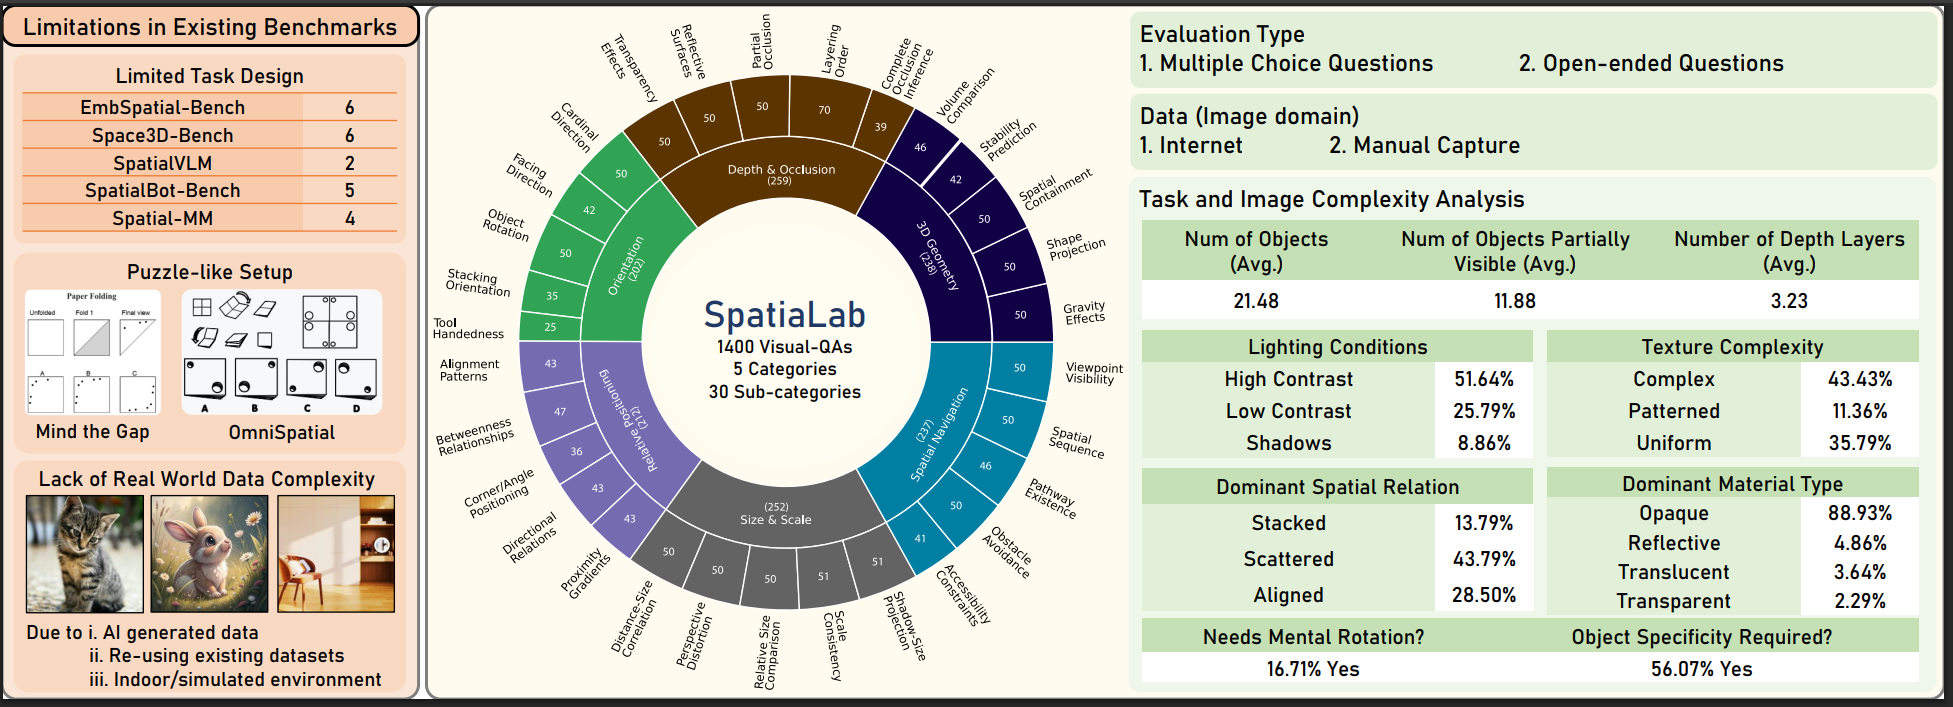 Limitations in Existing Benchmarks
Limited Task Design
EmbSpatial-Bench 6
Space3D-Bench 6
SpatialVLM 2
SpatialBot-Bench 5
Spatial-MM 4
Puzzle-like Setup
Paper Folding
Unfolded Fold 1 Final view
A B C
A B C D
Mind the Gap
OmniSpatial
Lack of Real World Data Complexity
Due to i. AI generated data
ii. Re-using existing datasets
iii. Indoor/simulated environment
SpatiaLab
1400 Visual-QAs
5 Categories
30 Sub-categories
Depth & Occlusion
(259)
Transparency
Effects
50
Reflective
Surfaces
50
Partial
Occlusion
50
Layering
Order
70
Complete
Occlusion
Inference
39
3D Geometry
(238)
Volume
Comparison
46
Stability
Prediction
42
Spatial
Containment
50
Shape
Projection
50
Gravity
Effects
50
Spatial Navigation
(237)
Viewpoint
Visibility
50
Spatial
Sequence
50
Pathway
Existence
46
Obstacle
Avoidance
50
Accessibility
Constraints
41
(252)
Size & Scale
Shadow-Size
Projection
51
Scale
Consistency
51
Relative Size
Comparison
50
Perspective
Distortion
50
Distance-Size
Correlation
50
Relative Positioning
(212)
Proximity
Gradients
43
Directional
Relations
43
Corner/Angle
Positioning
36
Betweenness
Relationships
47
Alignment
Patterns
43
Orientation
(202)
Tool
Handedness
25
Stacking
Orientation
35
Object
Rotation
50
Facing
Direction
42
Cardinal
Direction
50
Evaluation Type
1. Multiple Choice Questions 2. Open-ended Questions
Data (Image domain)
1. Internet 2. Manual Capture
Task and Image Complexity Analysis
Num of Objects
(Avg.)
21.48
Num of Objects Partially
Visible (Avg.)
11.88
Number of Depth Layers
(Avg.)
3.23
Lighting Conditions
High Contrast 51.64%
Low Contrast 25.79%
Shadows 8.86%
Texture Complexity
Complex 43.43%
Patterned 11.36%
Uniform 35.79%
Dominant Spatial Relation
Stacked 13.79%
Scattered 43.79%
Aligned 28.50%
Dominant Material Type
Opaque 88.93%
Reflective 4.86%
Translucent 3.64%
Transparent 2.29%
Needs Mental Rotation?
16.71% Yes
Object Specificity Required?
56.07% Yes